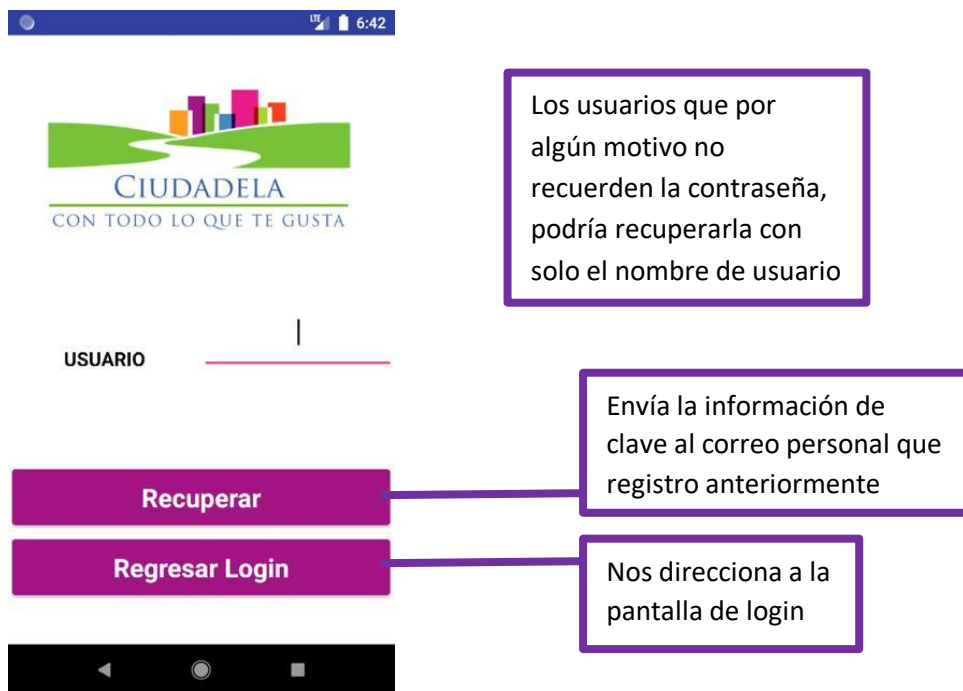 LTE 6:42
CIUDADELA
CON TODO LO QUE TE GUSTA
USUARIO
Recuperar
Regresar Login
Los usuarios que por
algún motivo no
recuerden la contraseña,
podría recuperarla con
solo el nombre de usuario
Envía la información de
clave al correo personal que
registro anteriormente
Nos direcciona a la
pantalla de login